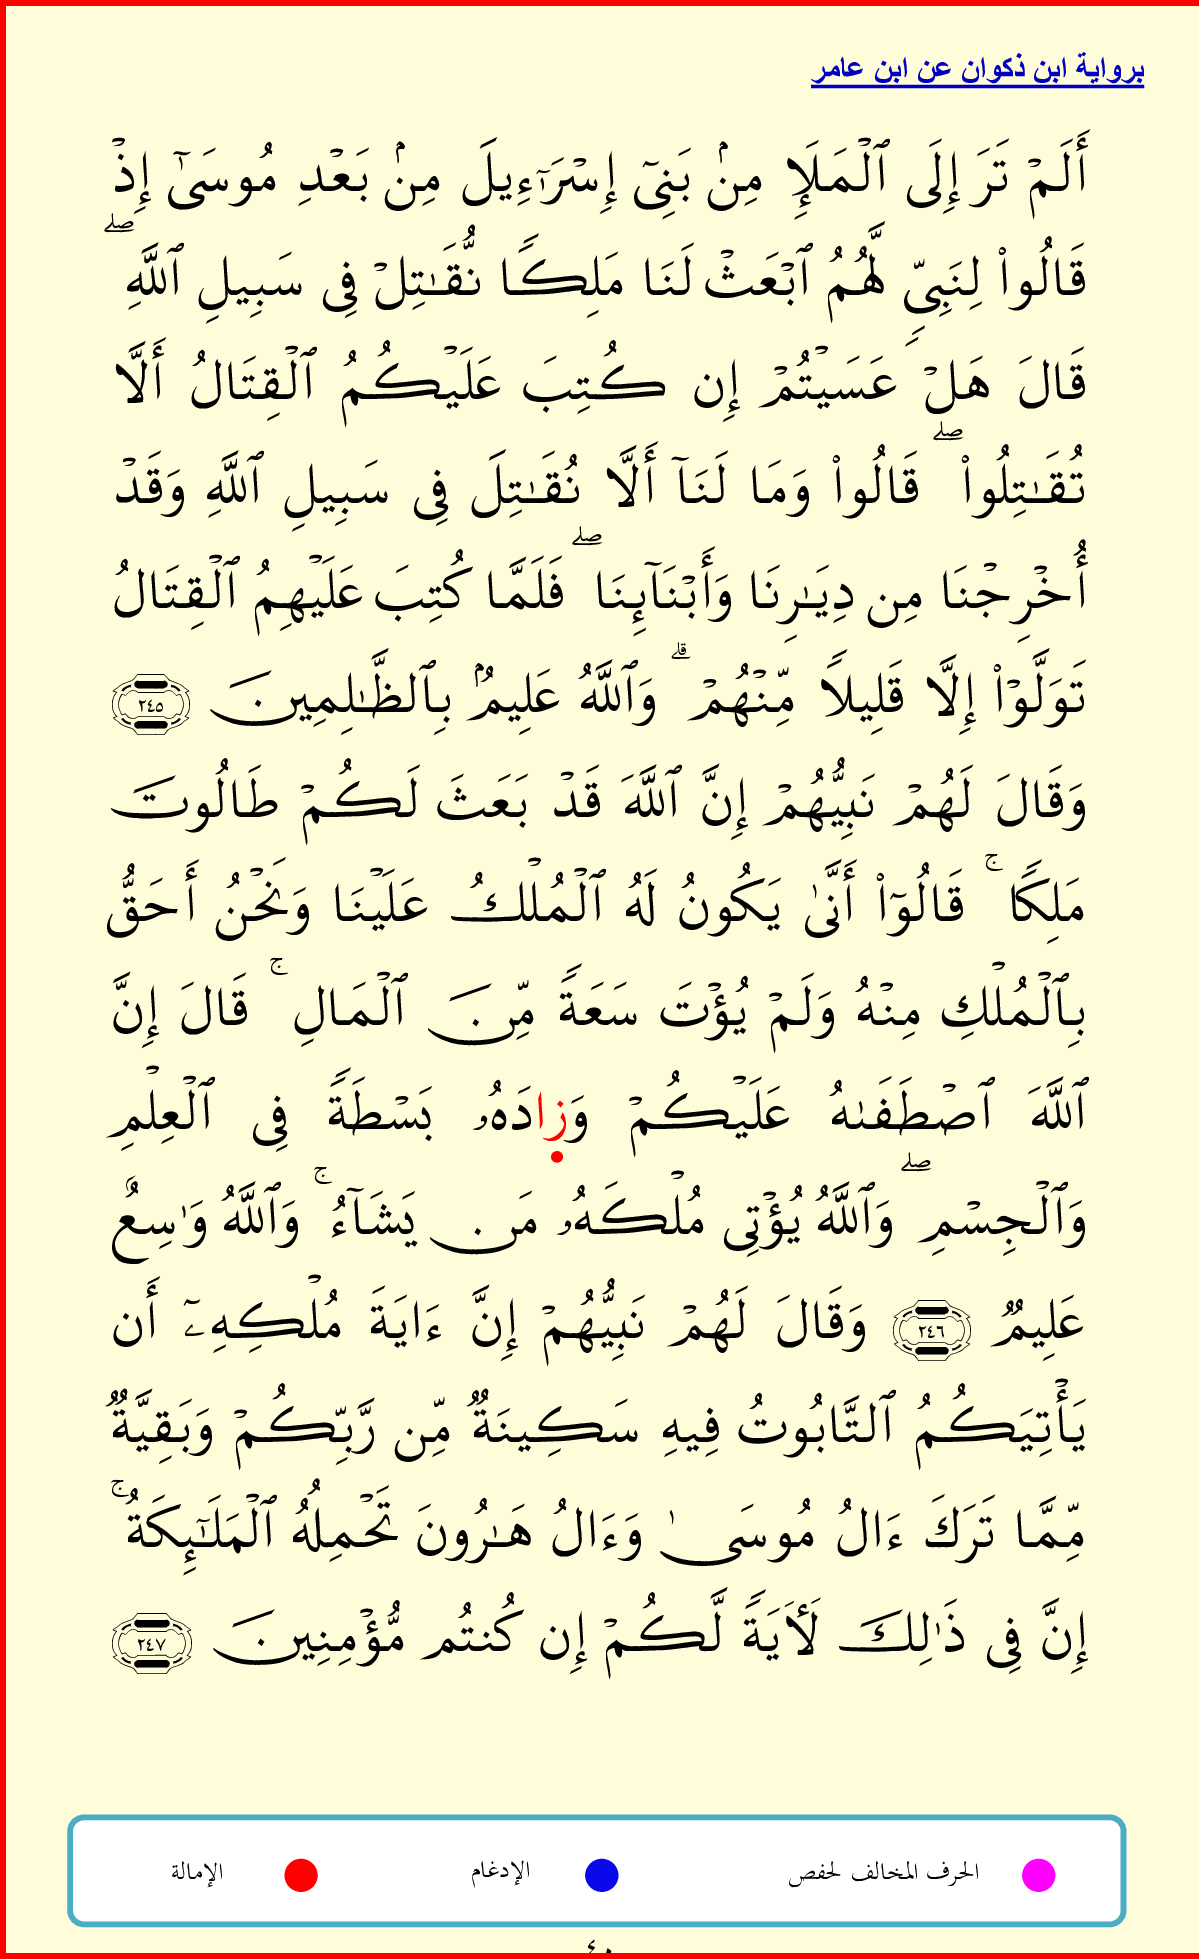 برواية ابن ذكوان عن ابن عامر
أَلَمۡ تَرَ إِلَى ٱلۡمَلَإِ مِنۢ بَنِيٓ إِسۡرَٰٓءِيلَ مِنۢ بَعۡدِ مُوسَىٰٓ إِذۡ
قَالُواْ لِنَبِيّٖ لَّهُمُ ٱبۡعَثۡ لَنَا مَلِكٗا نُّقَٰتِلۡ فِي سَبِيلِ ٱللَّهِۖ
قَالَ هَلۡ عَسَيۡتُمۡ إِن كُتِبَ عَلَيۡكُمُ ٱلۡقِتَالُ أَلَّا
تُقَٰتِلُواْۖ قَالُواْ وَمَا لَنَآ أَلَّا نُقَٰتِلَ فِي سَبِيلِ ٱللَّهِ وَقَدۡ
أُخۡرِجۡنَا مِن دِيَٰرِنَا وَأَبۡنَآئِنَاۖ فَلَمَّا كُتِبَ عَلَيۡهِمُ ٱلۡقِتَالُ
تَوَلَّوۡاْ إِلَّا قَلِيلٗا مِّنۡهُمۡۗ وَٱللَّهُ عَلِيمُۢ بِٱلظَّٰلِمِينَ ٢٤٥
وَقَالَ لَهُمۡ نَبِيُّهُمۡ إِنَّ ٱللَّهَ قَدۡ بَعَثَ لَكُمۡ طَالُوتَ
مَلِكٗاۚ قَالُوٓاْ أَنَّىٰ يَكُونُ لَهُ ٱلۡمُلۡكُ عَلَيۡنَا وَنَحۡنُ أَحَقُّ
بِٱلۡمُلۡكِ مِنۡهُ وَلَمۡ يُؤۡتَ سَعَةٗ مِّنَ ٱلۡمَالِۚ قَالَ إِنَّ
ٱللَّهَ ٱصۡطَفَىٰهُ عَلَيۡكُمۡ وَزَادَهُۥ بَسۡطَةٗ فِي ٱلۡعِلۡمِ
وَٱلۡجِسۡمِۖ وَٱللَّهُ يُؤۡتِي مُلۡكَهُۥ مَن يَشَآءُۚ وَٱللَّهُ وَٰسِعٌ
عَلِيمٞ ٢٤٦ وَقَالَ لَهُمۡ نَبِيُّهُمۡ إِنَّ ءَايَةَ مُلۡكِهِۦٓ أَن
يَأۡتِيَكُمُ ٱلتَّابُوتُ فِيهِ سَكِينَةٞ مِّن رَّبِّكُمۡ وَبَقِيَّةٞ
مِّمَّا تَرَكَ ءَالُ مُوسَىٰ وَءَالُ هَٰرُونَ تَحۡمِلُهُ ٱلۡمَلَٰٓئِكَةُۚ
إِنَّ فِي ذَٰلِكَ لَأٓيَةٗ لَّكُمۡ إِن كُنتُم مُّؤۡمِنِينَ ٢٤٧
الحرف المخالف لحفص الإدغام الإمالة
٤٠